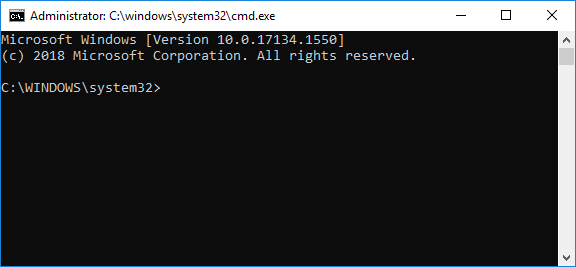 Administrator: C:\windows\system32\cmd.exe
Microsoft Windows [Version 10.0.17134.1550]
(c) 2018 Microsoft Corporation. All rights reserved.
C:\WINDOWS\system32>